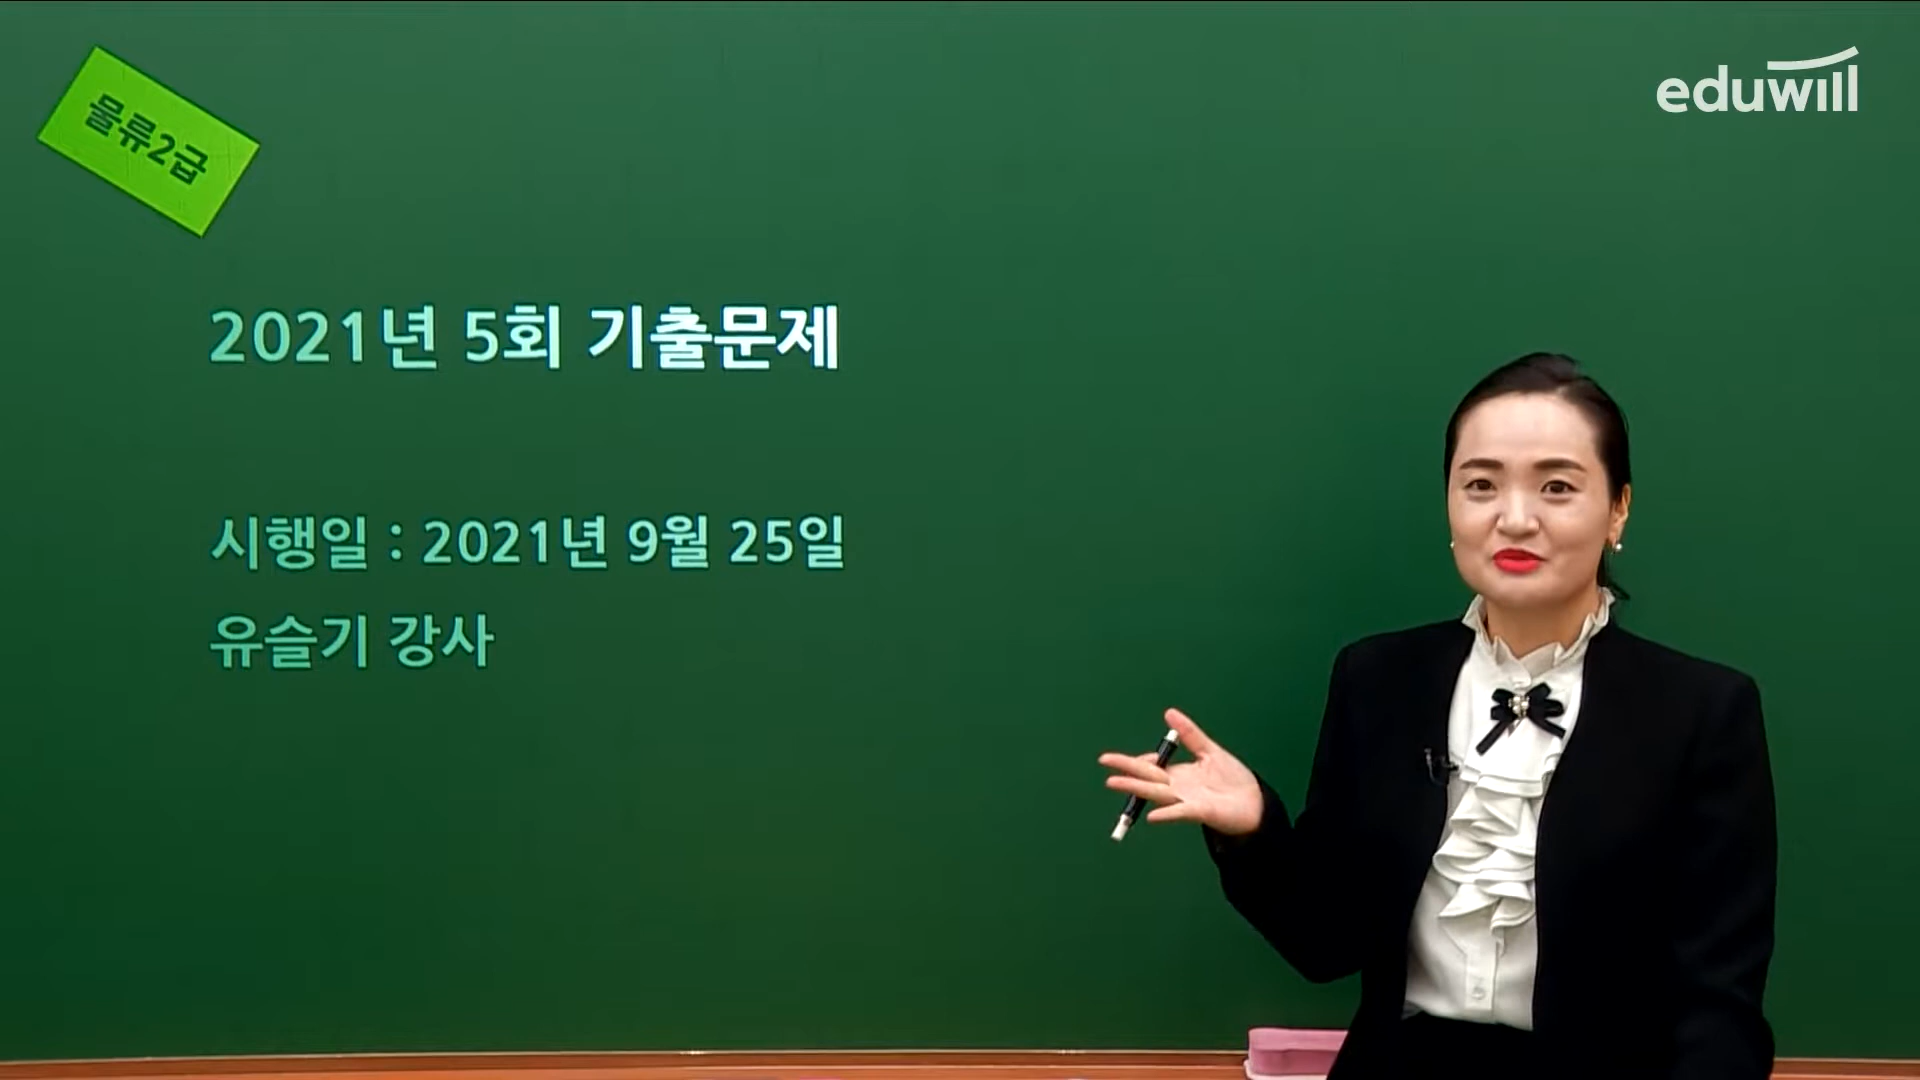 물류2급
eduwill
2021년 5회 기출문제
시행일 : 2021년 9월 25일
유슬기 강사